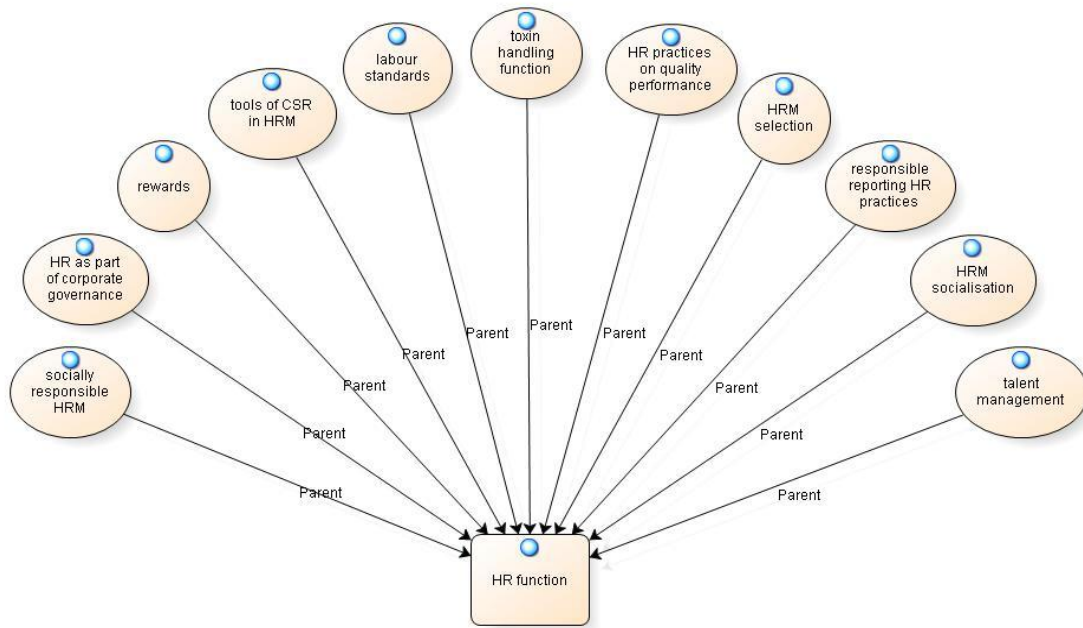 toxin
handling
function
HR practices
on quality
performance
labour
standards
tools of CSR
in HRM
HRM
selection
rewards
responsible
reporting HR
practices
HR as part
of corporate
governance
HRM
socialisation
socially
responsible
HRM
talent
management
Parent
Parent
Parent
Parent
Parent
Parent
Parent
Parent
Parent
Parent
Parent
HR function